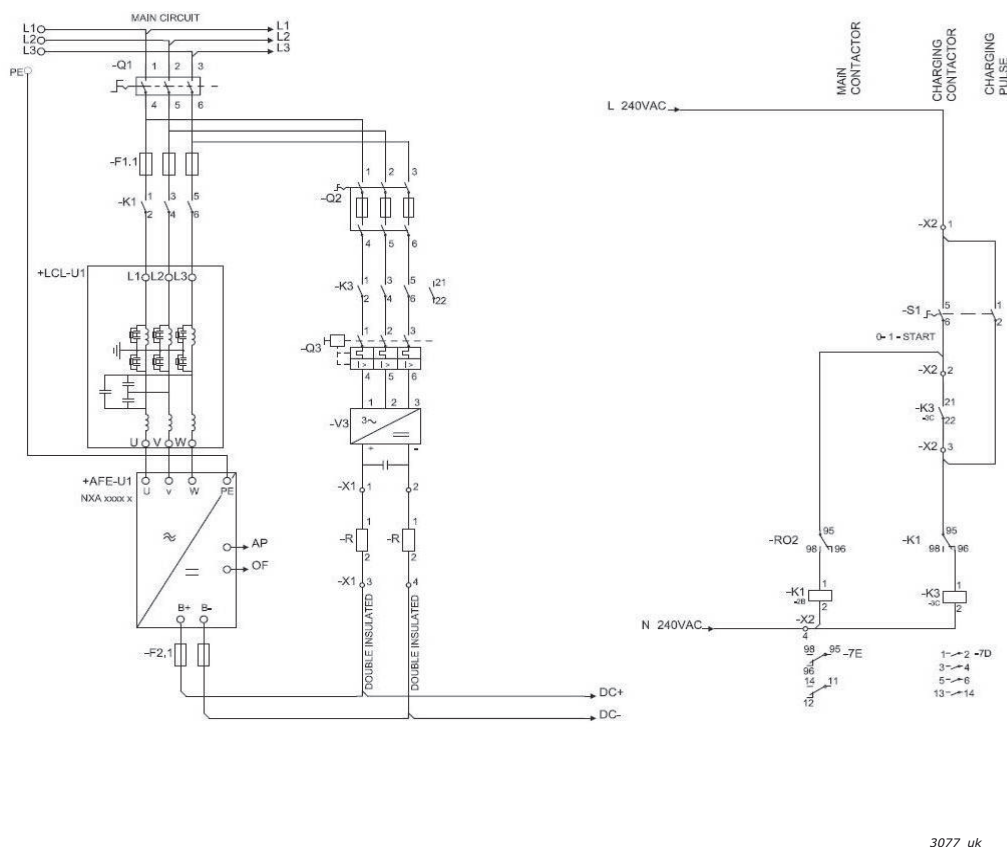 MAIN CIRCUIT
L1 L1
L2 L2
L3 L3
PE
-Q1 1 2 3
4 5 6
-F1.1
-K1 1 3 5
2 4 6
+LCL-U1 L1 L2 L3
U V W
+AFE-U1 U v W PE
NXA xxxx x
AP
OF
B+ B-
-F2,1
1 2 3
-Q2
4 5 6
-K3 1 3 5 21
2 4 6 22
1 2 3
-Q3
I> I> I>
4 5 6
1 2 3
-V3 3~
+ -
-X1 1 2
1 1
-R -R
2 2
-X1 3 4
DOUBLE INSULATED
DOUBLE INSULATED
DC+
DC-
MAIN
CONTACTOR
CHARGING
CONTACTOR
CHARGING
PULSE
L 240VAC
-X2 1
-S1 5 1
6 2
0-1-START
-X2 2
-K3 21
-3C 22
-X2 3
95 95
-RO2 98 96
-K1 98 96
-K1 1
-2B 2
-K3 1
-3C 2
N 240VAC -X2
4
98 95 -7E
96
14 11
12
1 2 -7D
3 4
5 6
13 14
3077_uk